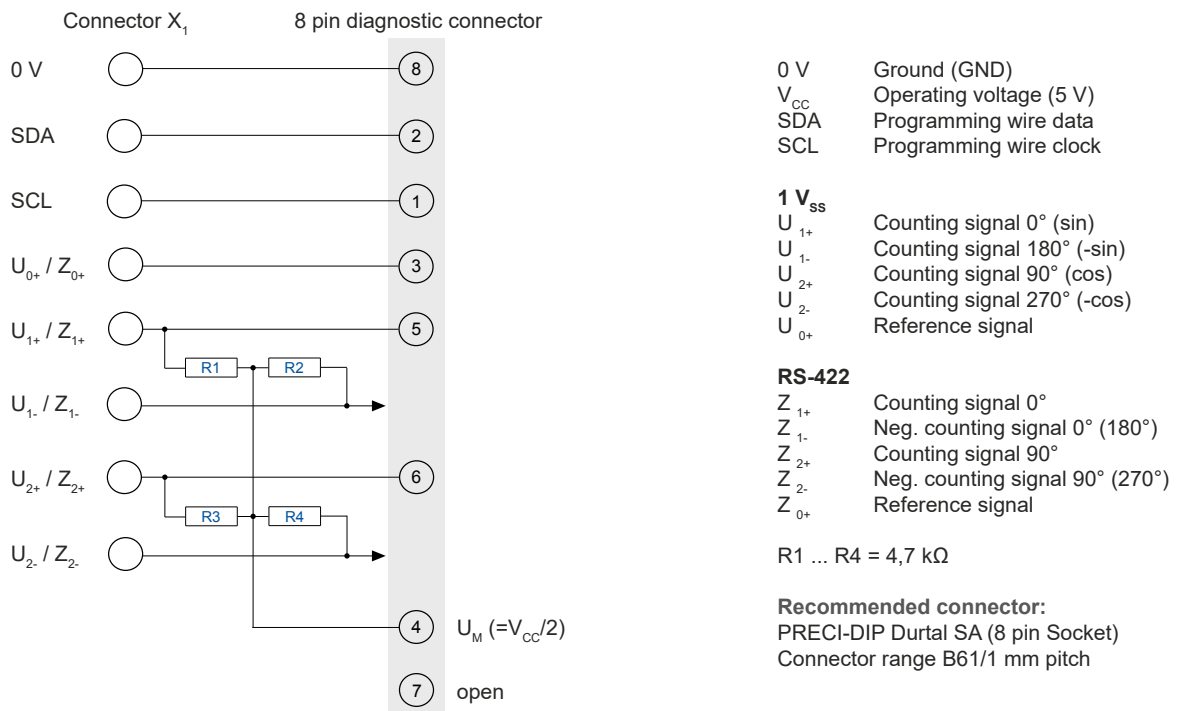 Connector X1 8 pin diagnostic connector
0 V 8
SDA 2
SCL 1
U0+ / Z0+ 3
U1+ / Z1+ 5
R1 R2
U1- / Z1-
U2+ / Z2+ 6
R3 R4
U2- / Z2-
4 UM (=VCC/2)
7 open
0 V Ground (GND)
VCC Operating voltage (5 V)
SDA Programming wire data
SCL Programming wire clock
1 VSS
U 1+ Counting signal 0° (sin)
U 1- Counting signal 180° (-sin)
U 2+ Counting signal 90° (cos)
U 2- Counting signal 270° (-cos)
U 0+ Reference signal
RS-422
Z 1+ Counting signal 0°
Z 1- Neg. counting signal 0° (180°)
Z 2+ Counting signal 90°
Z 2- Neg. counting signal 90° (270°)
Z 0+ Reference signal
R1 ... R4 = 4,7 kΩ
Recommended connector:
PRECI-DIP Durtal SA (8 pin Socket)
Connector range B61/1 mm pitch